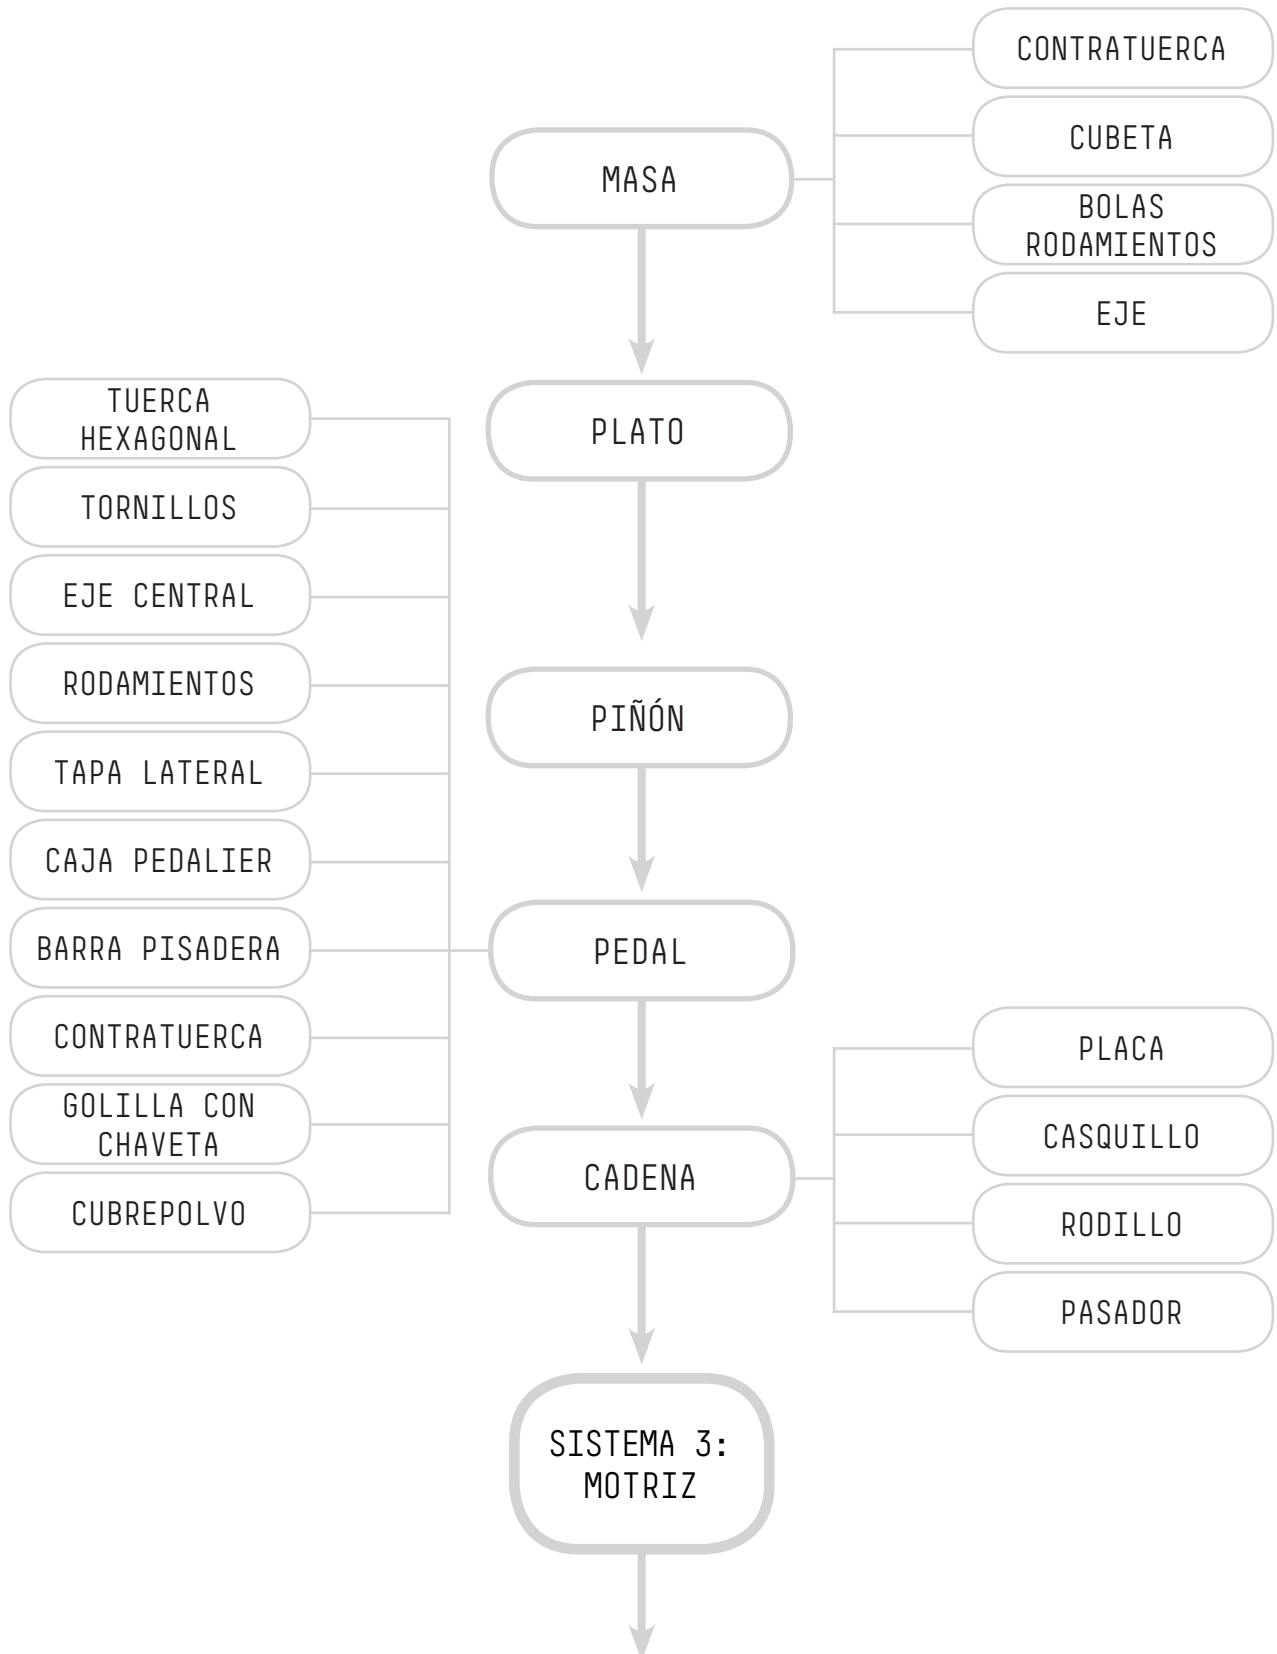 CONTRATUERCA
CUBETA
MASA
BOLAS
RODAMIENTOS
EJE
TUERCA
HEXAGONAL
PLATO
TORNILLOS
EJE CENTRAL
RODAMIENTOS
PIÑÓN
TAPA LATERAL
CAJA PEDALIER
BARRA PISADERA
PEDAL
CONTRATUERCA
PLACA
GOLILLA CON
CHAVETA
CASQUILLO
CADENA
CUBREPOLVO
RODILLO
PASADOR
SISTEMA 3:
MOTRIZ